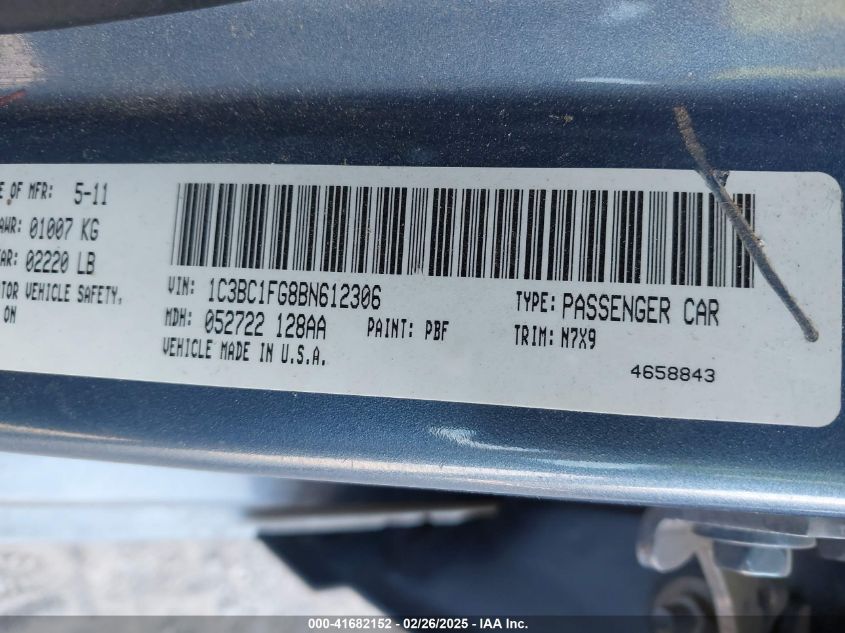 E OF MFR: 5-11
AWR: 01007 KG
AR: 02220 LB
TOR VEHICLE SAFETY,
ON
VIN: 1C3BC1FG8BN612306
TYPE: PASSENGER CAR
MDH: 052722 128AA PAINT: PBF
TRIM: N7X9
VEHICLE MADE IN U.S.A.
4658843
000-41682152 – 02/26/2025 – IAA Inc.